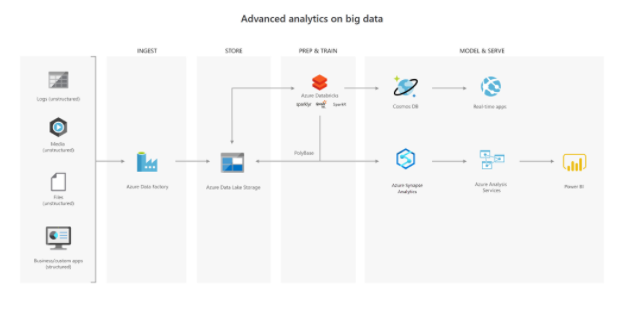 Advanced analytics on big data
INGEST
STORE
PREP & TRAIN
MODEL & SERVE
Logs (unstructured)
Media
(unstructured)
Files
(unstructured)
Business/custom apps
(structured)
Azure Data Factory
Azure Data Lake Storage
Azure Databricks
sparklyr
SparkR
PolyBase
Cosmos DB
Real-time apps
Azure Synapse
Analytics
Azure Analysis
Services
Power BI